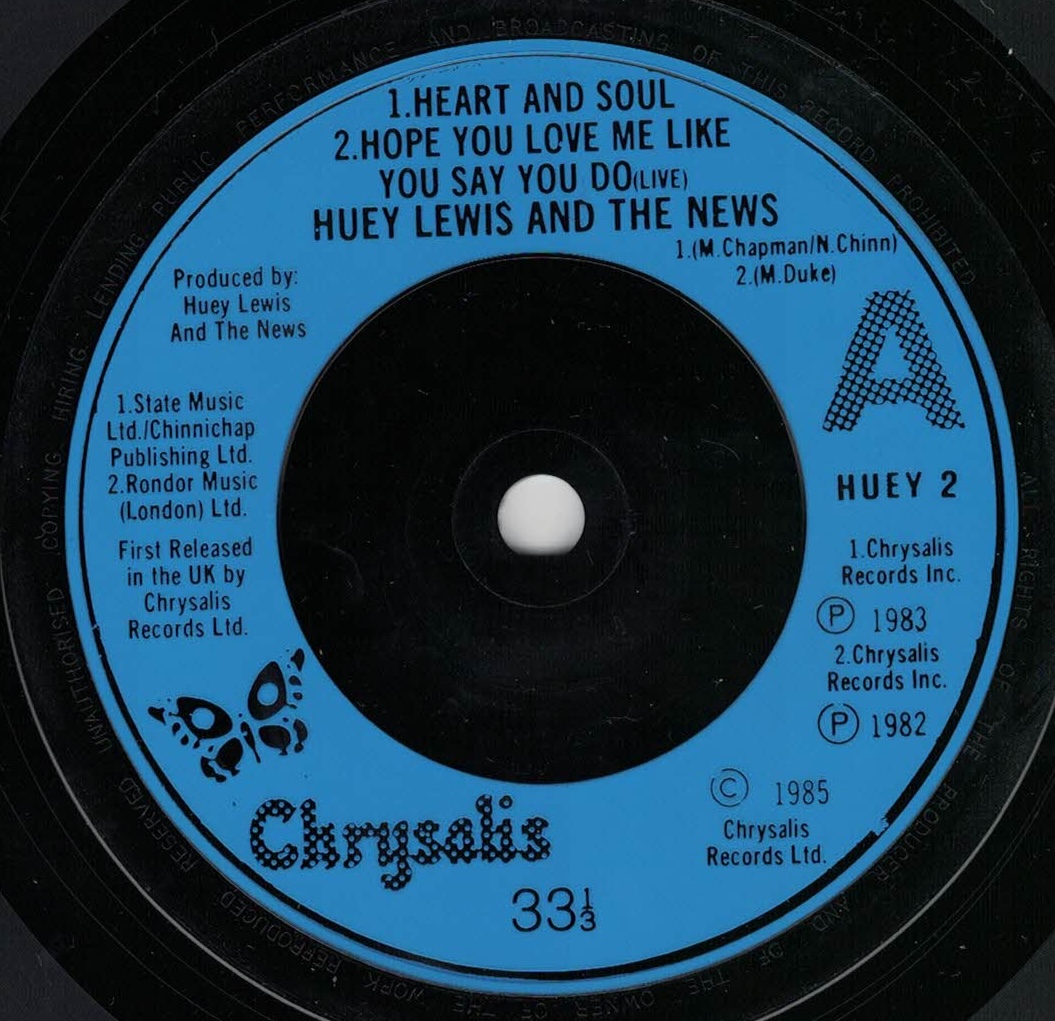 1.HEART AND SOUL
2.HOPE YOU LOVE ME LIKE
YOU SAY YOU DO(LIVE)
HUEY LEWIS AND THE NEWS
1.(M.Chapman/N.Chinn)
2.(M.Duke)
Produced by:
Huey Lewis
And The News
A
1.State Music
Ltd./Chinnichap
Publishing Ltd.
2.Rondor Music
(London) Ltd.
HUEY 2
First Released
in the UK by
Chrysalis
Records Ltd.
1.Chrysalis
Records Inc.
Ⓟ 1983
2.Chrysalis
Records Inc.
Ⓟ 1982
© 1985
Chrysalis
Records Ltd.
Chrysalis
33⅓
ALL RIGHTS OF THE PRODUCER AND OF THE OWNER OF THE WORK REPRODUCED RESERVED UNAUTHORISED COPYING HIRING LENDING PUBLIC PERFORMANCE AND BROADCASTING OF THIS RECORD PROHIBITED